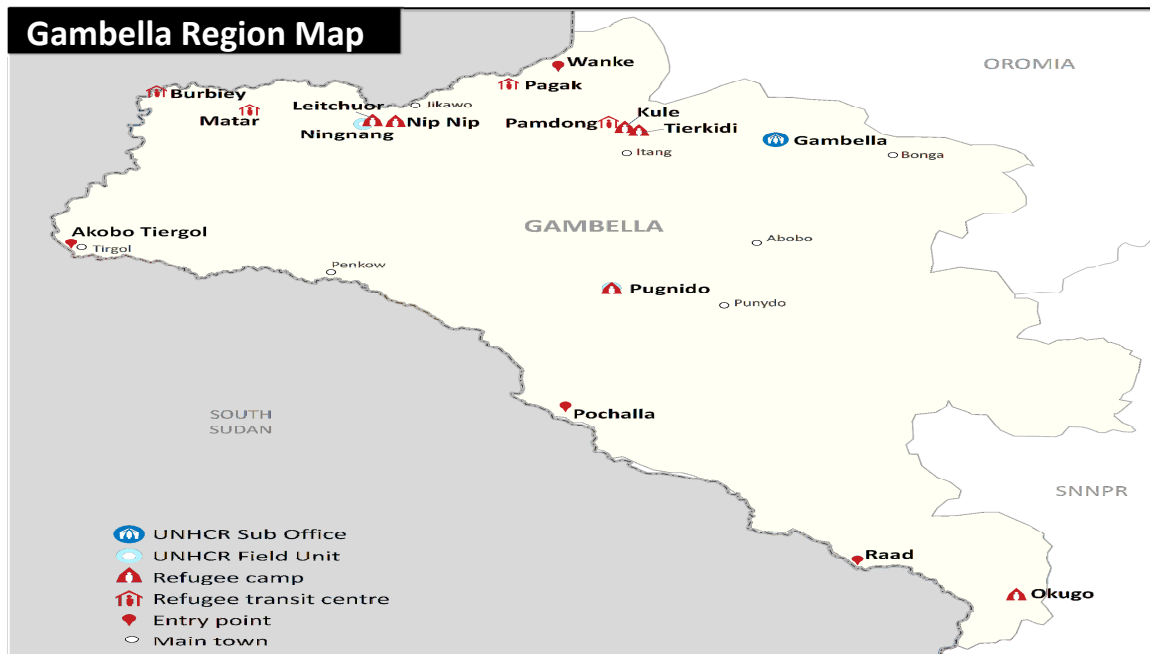 Gambella Region Map
Wanke
OROMIA
Pagak
Burbiey
Leitchuor
Jikawo
Kule
Matar
Nip Nip
Pamdong
Tierkidi
Ningnang
Gambella
Itang
Bonga
GAMBELLA
Akobo Tiergol
Abobo
Tirgol
Penkow
Pugnido
Punydo
SOUTH
SUDAN
Pochalla
SNNPR
UNHCR Sub Office
UNHCR Field Unit
Raad
Refugee camp
Okugo
Refugee transit centre
Entry point
Main town